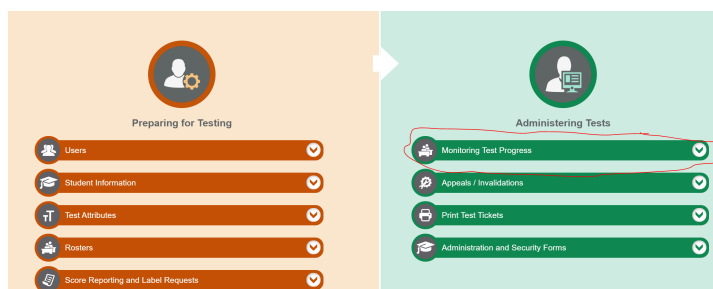 Preparing for Testing
Users
Student Information
Test Attributes
Rosters
Score Reporting and Label Requests
Administering Tests
Monitoring Test Progress
Appeals / Invalidations
Print Test Tickets
Administration and Security Forms